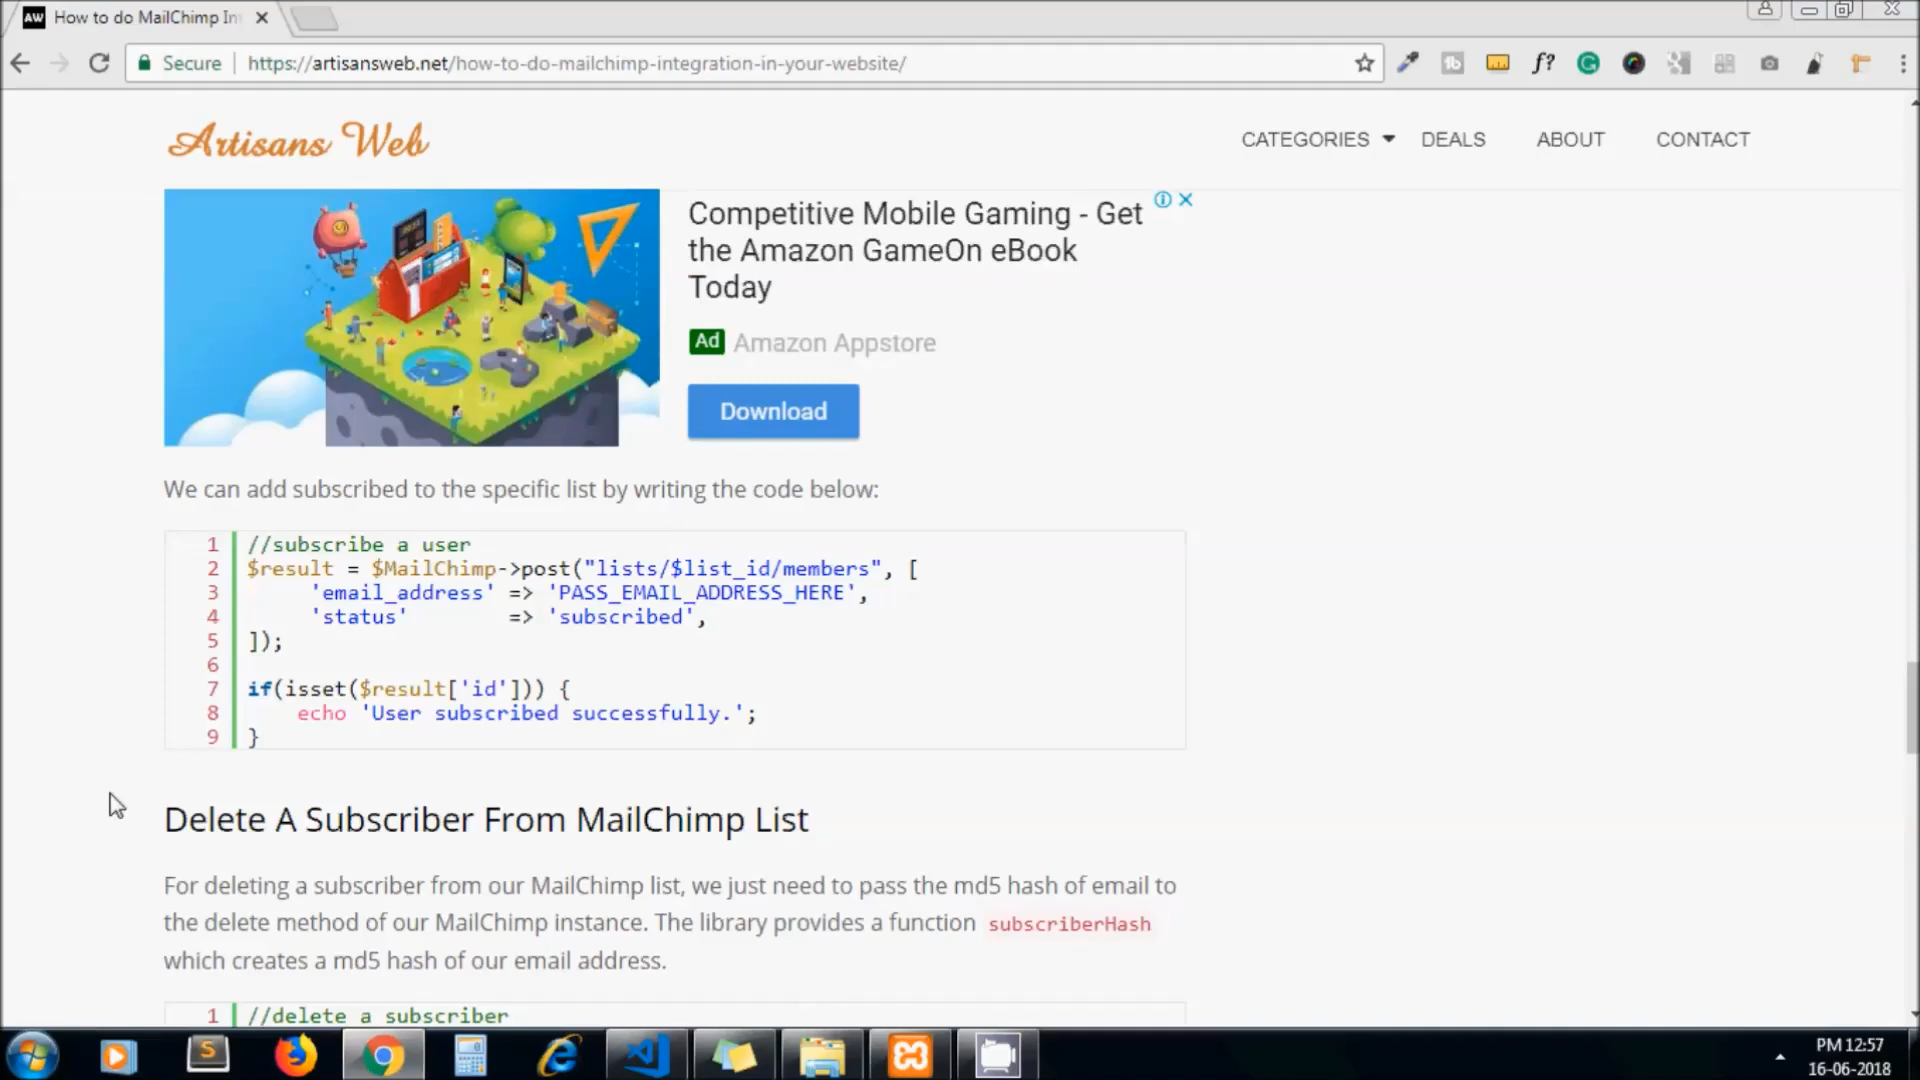 AW How to do MailChimp In
Secure https://artisansweb.net/how-to-do-mailchimp-integration-in-your-website/
f?
Artisans Web
CATEGORIES DEALS ABOUT CONTACT
Competitive Mobile Gaming - Get
the Amazon GameOn eBook
Today
Ad Amazon Appstore
Download
We can add subscribed to the specific list by writing the code below:
1 //subscribe a user
2 $result = $MailChimp->post("lists/$list_id/members", [
3 'email_address' => 'PASS_EMAIL_ADDRESS_HERE',
4 'status' => 'subscribed',
5 ]);
6
7 if(isset($result['id'])) {
8 echo 'User subscribed successfully.';
9 }
Delete A Subscriber From MailChimp List
For deleting a subscriber from our MailChimp list, we just need to pass the md5 hash of email to
the delete method of our MailChimp instance. The library provides a function subscriberHash
which creates a md5 hash of our email address.
1 //delete a subscriber
PM 12:57
16-06-2018